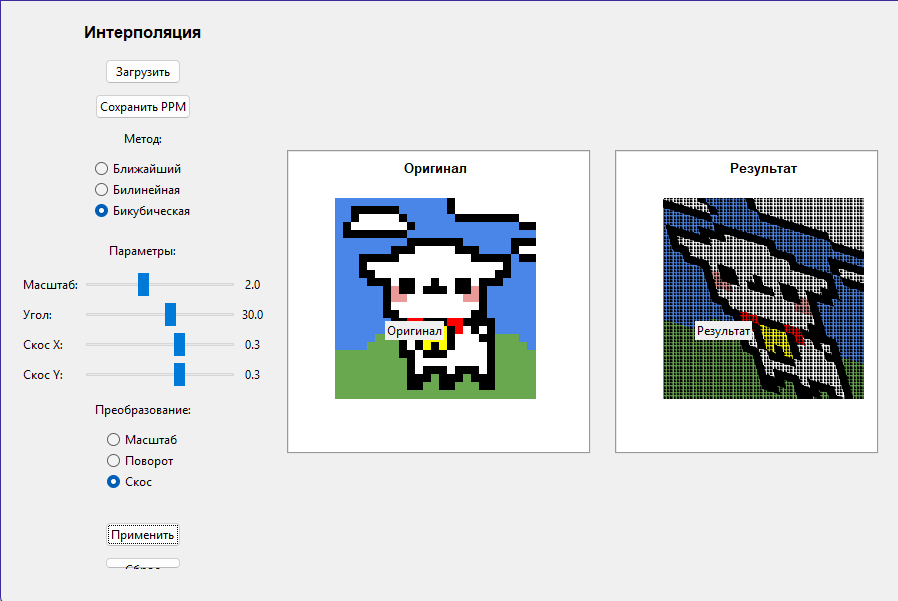 Интерполяция
Загрузить
Сохранить PPM
Метод:
Ближайший
Билинейная
Бикубическая
Параметры:
Масштаб: 2.0
Угол: 30.0
Скос X: 0.3
Скос Y: 0.3
Преобразование:
Масштаб
Поворот
Скос
Применить
Оригинал
Оригинал
Результат
Результат